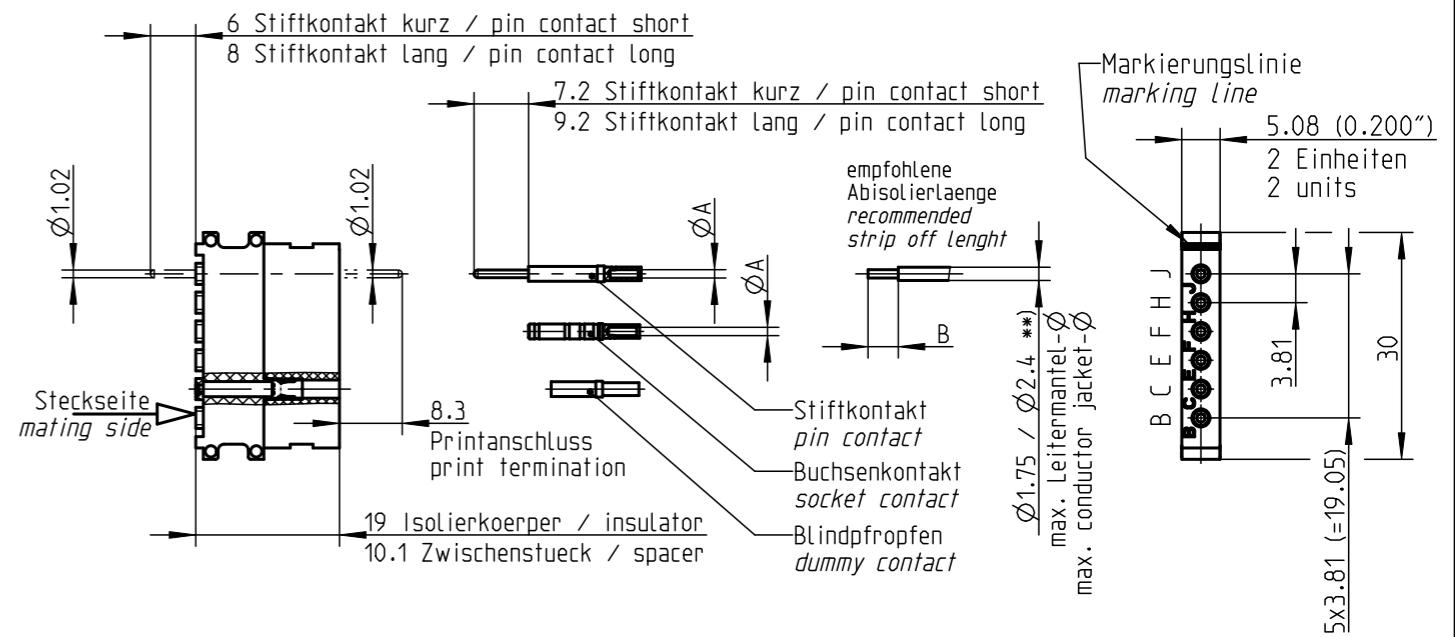 6 Stiftkontakt kurz / pin contact short
8 Stiftkontakt lang / pin contact long
7.2 Stiftkontakt kurz / pin contact short
9.2 Stiftkontakt lang / pin contact long
Markierungslinie
marking line
5.08 (0.200")
2 Einheiten
2 units
Ø1.02
Ø1.02
ØA
ØA
empfohlene
Abisolierlaenge
recommended
strip off lenght
B
Ø1.75 / Ø2.4 **)
max. Leitermantel-Ø
max. conductor jacket-Ø
J
H
F
E
C
B
J
H
F
E
C
B
3.81
30
5x3.81 (=19.05)
Steckseite
mating side
8.3
Printanschluss
print termination
Stiftkontakt
pin contact
Buchsenkontakt
socket contact
Blindpfropfen
dummy contact
19 Isolierkoerper / insulator
10.1 Zwischenstueck / spacer